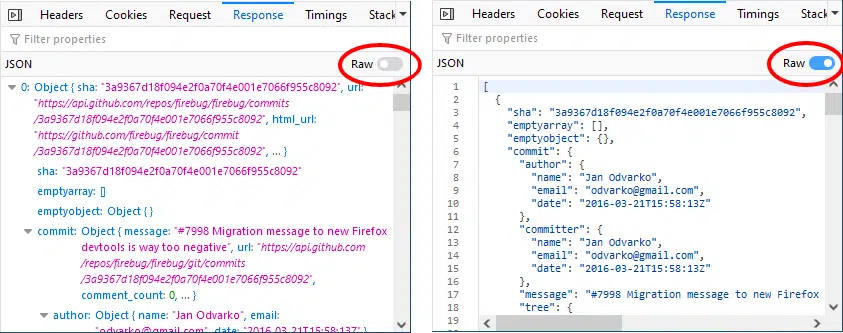 Headers Cookies Request Response Timings Stack
Filter properties
JSON Raw
0: Object { sha: "3a9367d18f094e2f0a70f4e001e7066f955c8092", url:
"https://api.github.com/repos/firebug/firebug/commits
/3a9367d18f094e2f0a70f4e001e7066f955c8092", html_url:
"https://github.com/firebug/firebug/commit
/3a9367d18f094e2f0a70f4e001e7066f955c8092", … }
sha: "3a9367d18f094e2f0a70f4e001e7066f955c8092"
emptyarray: []
emptyobject: Object { }
commit: Object { message: "#7998 Migration message to new Firefox
devtools is way too negative", url: "https://api.github.com
/repos/firebug/firebug/git/commits
/3a9367d18f094e2f0a70f4e001e7066f955c8092",
comment_count: 0, … }
author: Object { name: "Jan Odvarko", email:
"odvarko@gmail.com", date: "2016-03-21T15:58:13Z" }
Headers Cookies Request Response Timings Stack
Filter properties
JSON Raw
1 [
2 {
3 "sha": "3a9367d18f094e2f0a70f4e001e7066f955c8092",
4 "emptyarray": [],
5 "emptyobject": {},
6 "commit": {
7 "author": {
8 "name": "Jan Odvarko",
9 "email": "odvarko@gmail.com",
10 "date": "2016-03-21T15:58:13Z"
11 },
12 "committer": {
13 "name": "Jan Odvarko",
14 "email": "odvarko@gmail.com",
15 "date": "2016-03-21T15:58:13Z"
16 },
17 "message": "#7998 Migration message to new Firefox
18 "tree": {
19